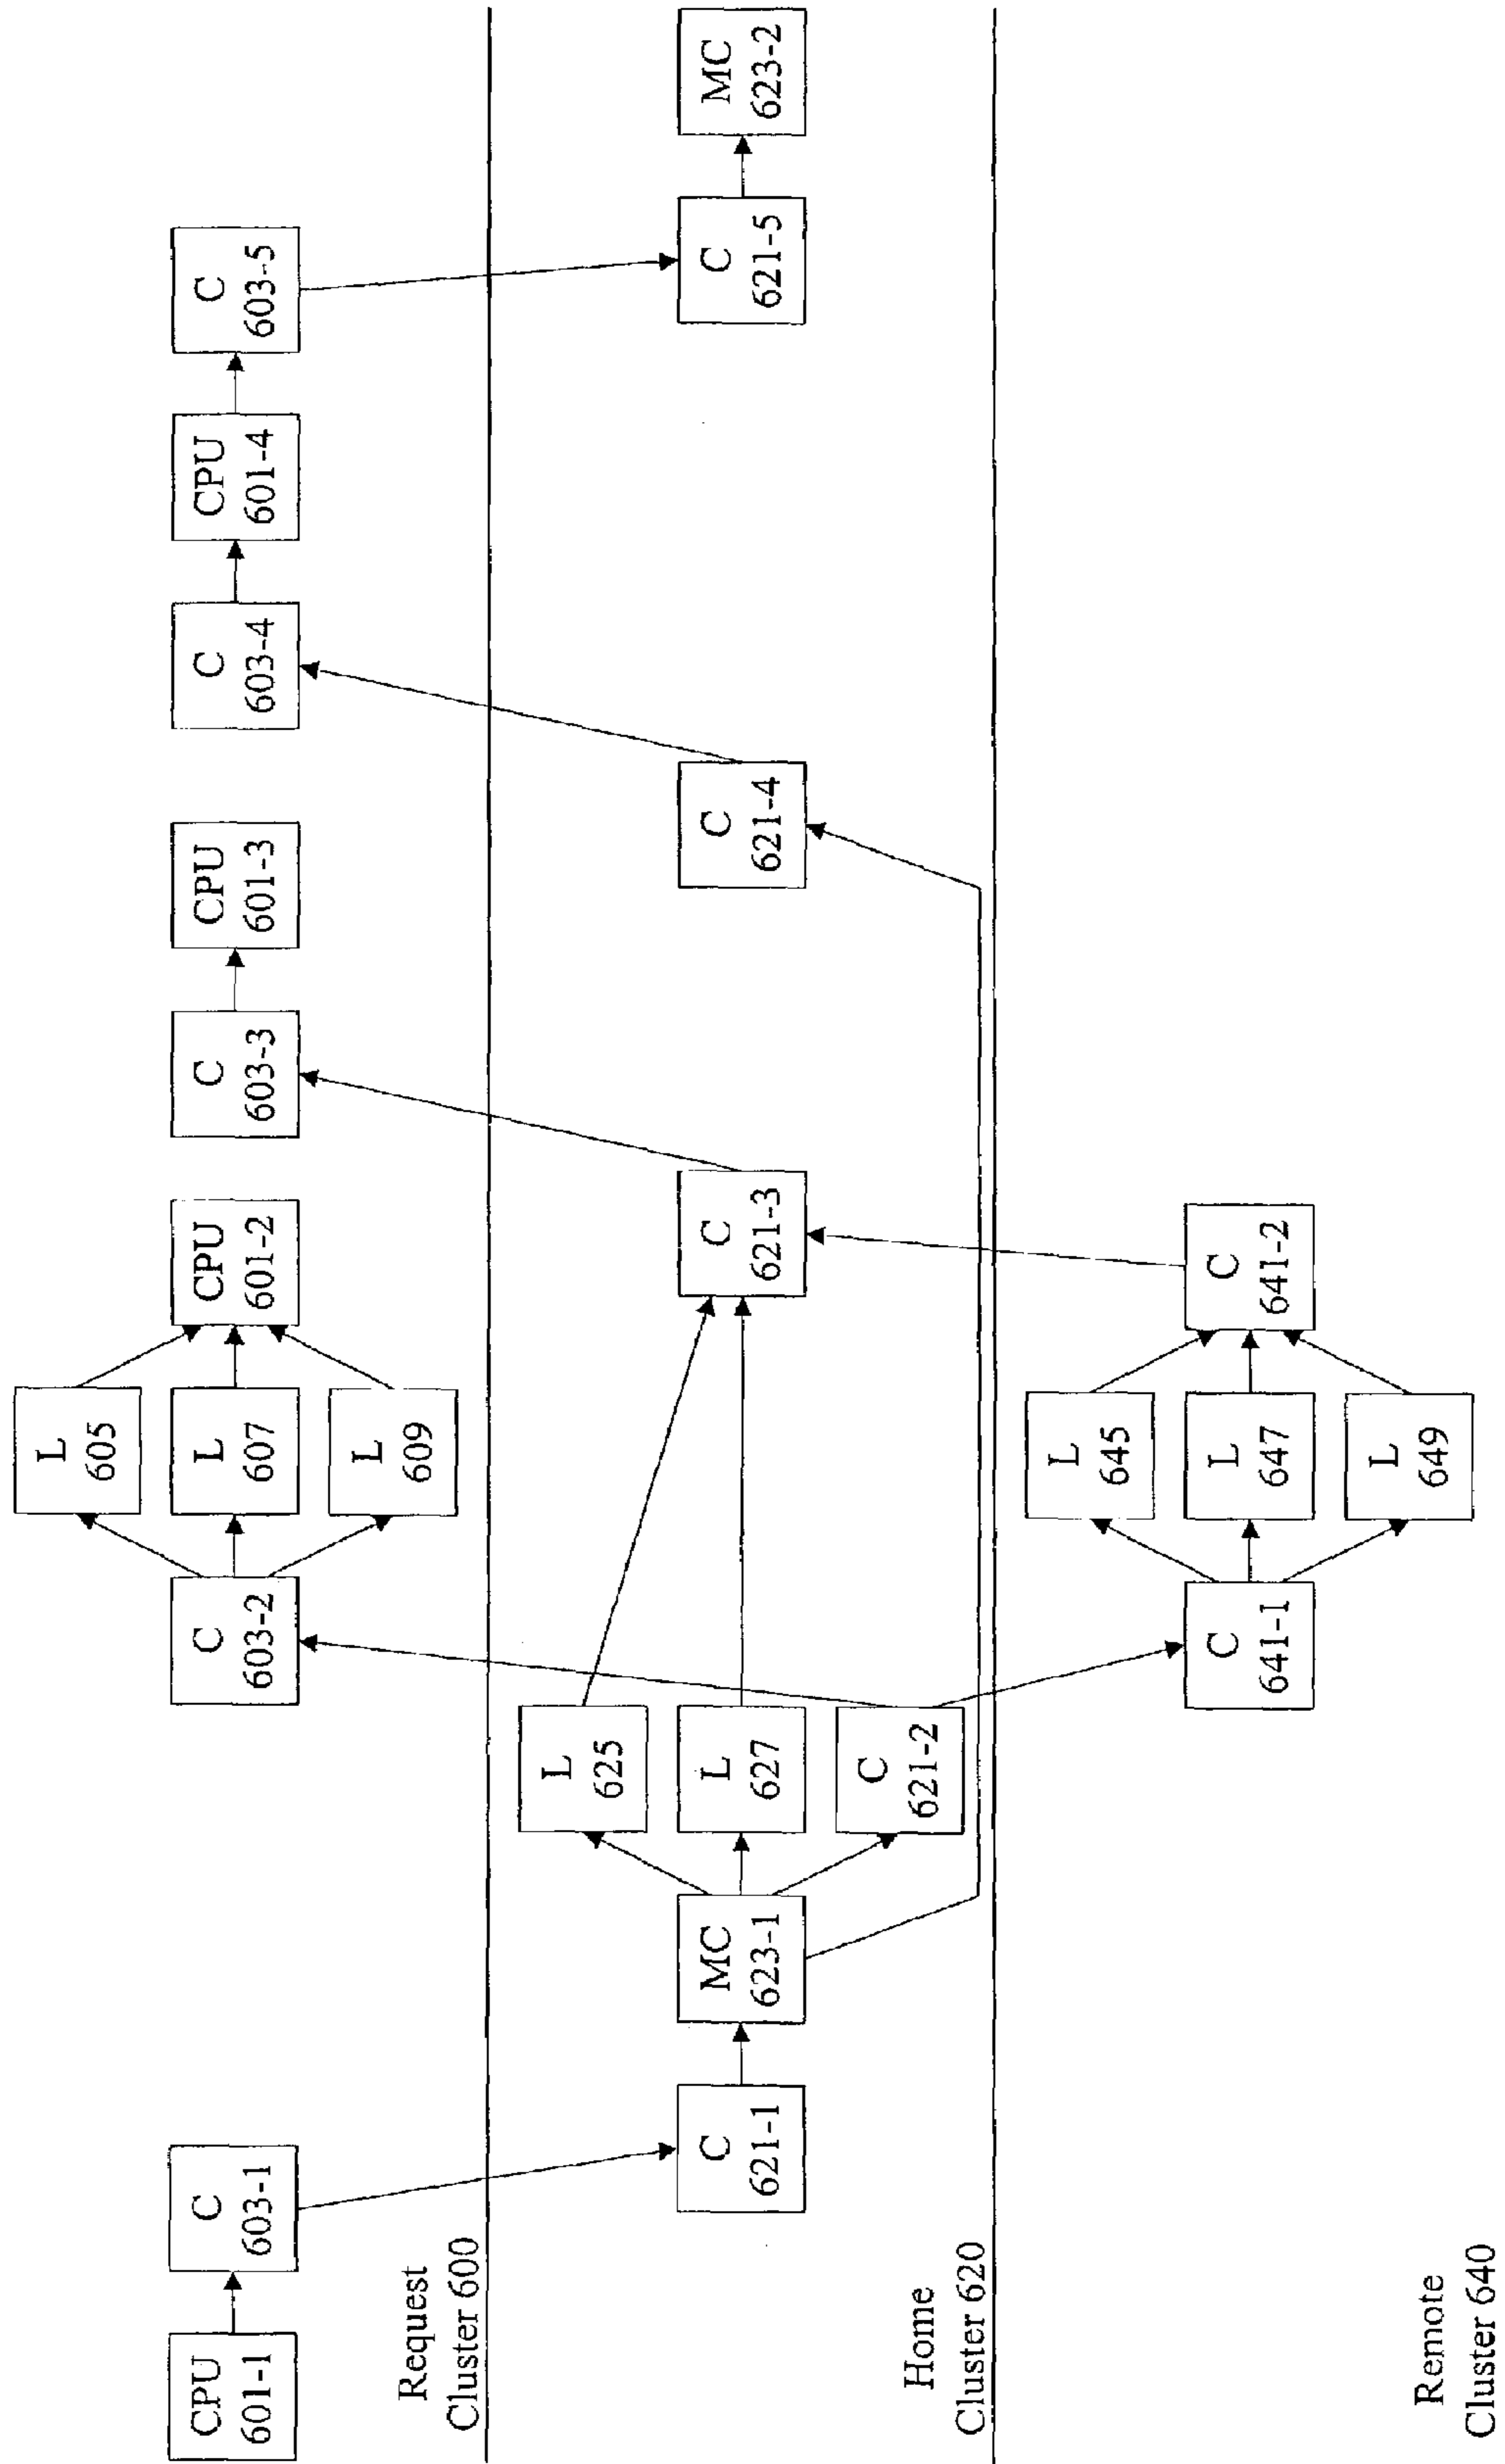 CPU
601-1
C
603-1
C
603-2
L
605
L
607
L
609
CPU
601-2
C
603-3
CPU
601-3
C
603-4
CPU
601-4
C
603-5
Request
Cluster 600
C
621-1
MC
623-1
L
625
L
627
C
621-2
C
621-3
C
621-4
C
621-5
MC
623-2
Home
Cluster 620
C
641-1
L
645
L
647
L
649
C
641-2
Remote
Cluster 640